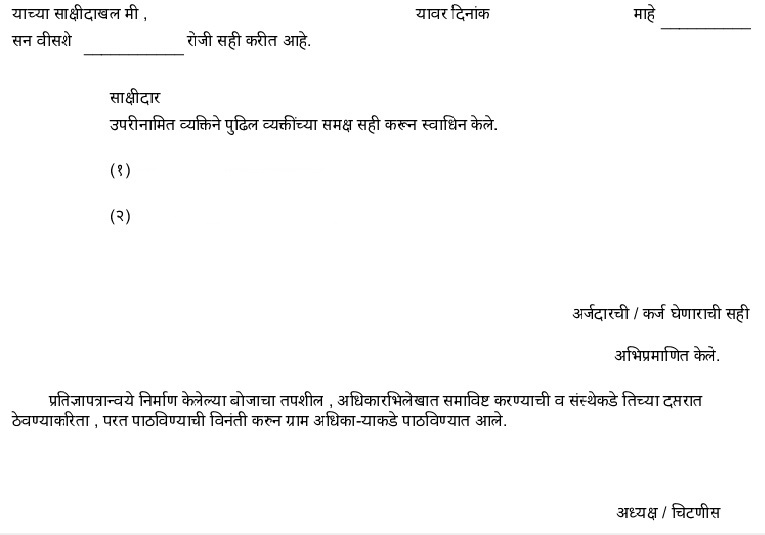 याच्या साक्षीदाखल मी , यावर दिनांक माहे __________
सन वीसशे ___________ रोजी सही करीत आहे.
साक्षीदार
उपरीनामित व्यक्तिने पुढिल व्यक्तींच्या समक्ष सही करून स्वाधिन केले.
(१)
(२)
अर्जदारचीं / कर्ज घेणाराची सही
अभिप्रमाणित केलें.
प्रतिज्ञापत्रान्वये निर्माण केलेल्या बोजाचा तपशील , अधिकारभिलेखात समाविष्ट करण्याची व संस्थेकडे तिच्या दप्तरात
ठेवण्याकरिता , परत पाठविण्याची विनंती करुन ग्राम अधिका-याकडे पाठविण्यात आले.
अध्यक्ष / चिटणीस